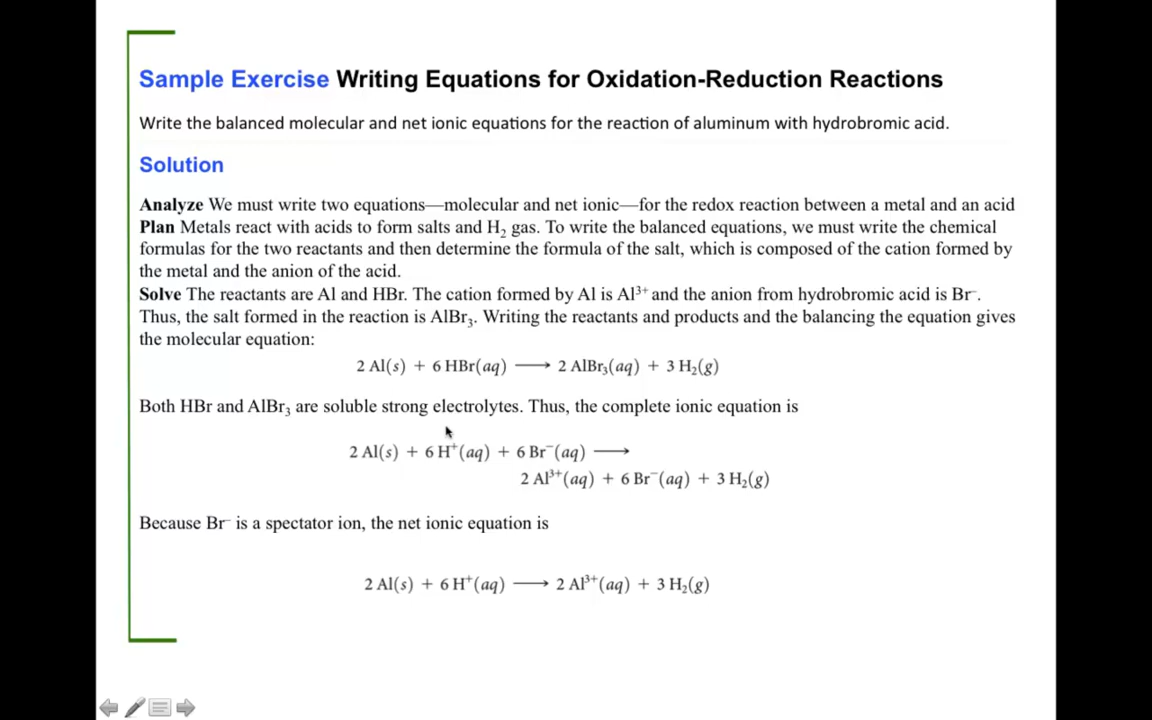 Sample Exercise Writing Equations for Oxidation-Reduction Reactions
Write the balanced molecular and net ionic equations for the reaction of aluminum with hydrobromic acid.
Solution
Analyze We must write two equations—molecular and net ionic—for the redox reaction between a metal and an acid
Plan Metals react with acids to form salts and H₂ gas. To write the balanced equations, we must write the chemical
formulas for the two reactants and then determine the formula of the salt, which is composed of the cation formed by
the metal and the anion of the acid.
Solve The reactants are Al and HBr. The cation formed by Al is Al³⁺ and the anion from hydrobromic acid is Br⁻.
Thus, the salt formed in the reaction is AlBr₃. Writing the reactants and products and the balancing the equation gives
the molecular equation:
2 Al(s) + 6 HBr(aq) ⟶ 2 AlBr₃(aq) + 3 H₂(g)
Both HBr and AlBr₃ are soluble strong electrolytes. Thus, the complete ionic equation is
2 Al(s) + 6 H⁺(aq) + 6 Br⁻(aq) ⟶
2 Al³⁺(aq) + 6 Br⁻(aq) + 3 H₂(g)
Because Br⁻ is a spectator ion, the net ionic equation is
2 Al(s) + 6 H⁺(aq) ⟶ 2 Al³⁺(aq) + 3 H₂(g)